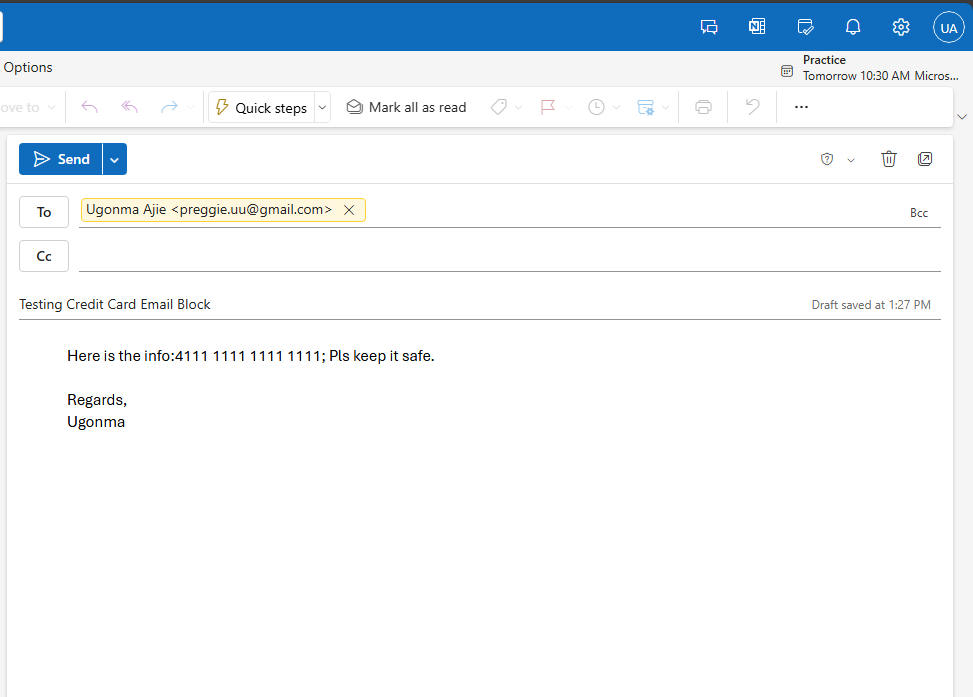 UA
Options
Practice
Tomorrow 10:30 AM Micros...
ove to
Quick steps
Mark all as read
...
Send
To
Ugonma Ajie <preggie.uu@gmail.com>
Bcc
Cc
Testing Credit Card Email Block
Draft saved at 1:27 PM
Here is the info:4111 1111 1111 1111; Pls keep it safe.
Regards,
Ugonma